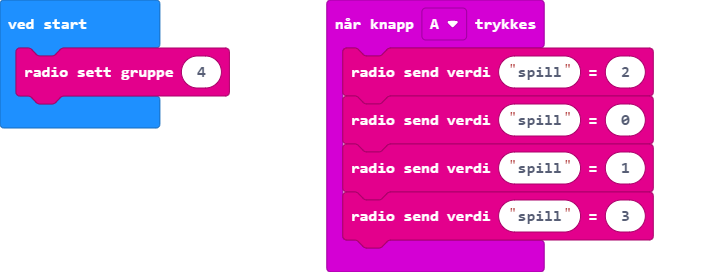 ved start
radio sett gruppe 4
når knapp A trykkes
radio send verdi "spill" = 2
radio send verdi "spill" = 0
radio send verdi "spill" = 1
radio send verdi "spill" = 3